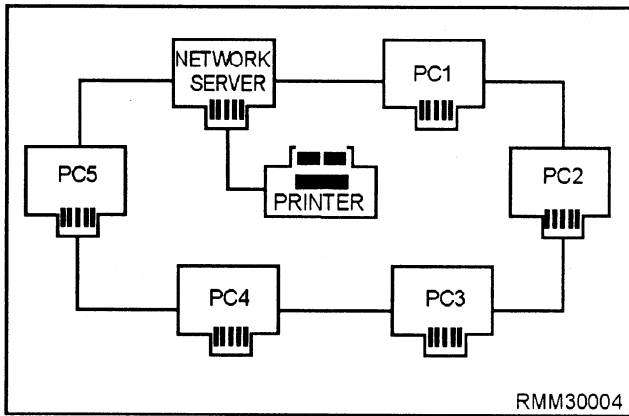 NETWORK
SERVER
PC1
PC5
PC2
PRINTER
PC4
PC3
RMM30004